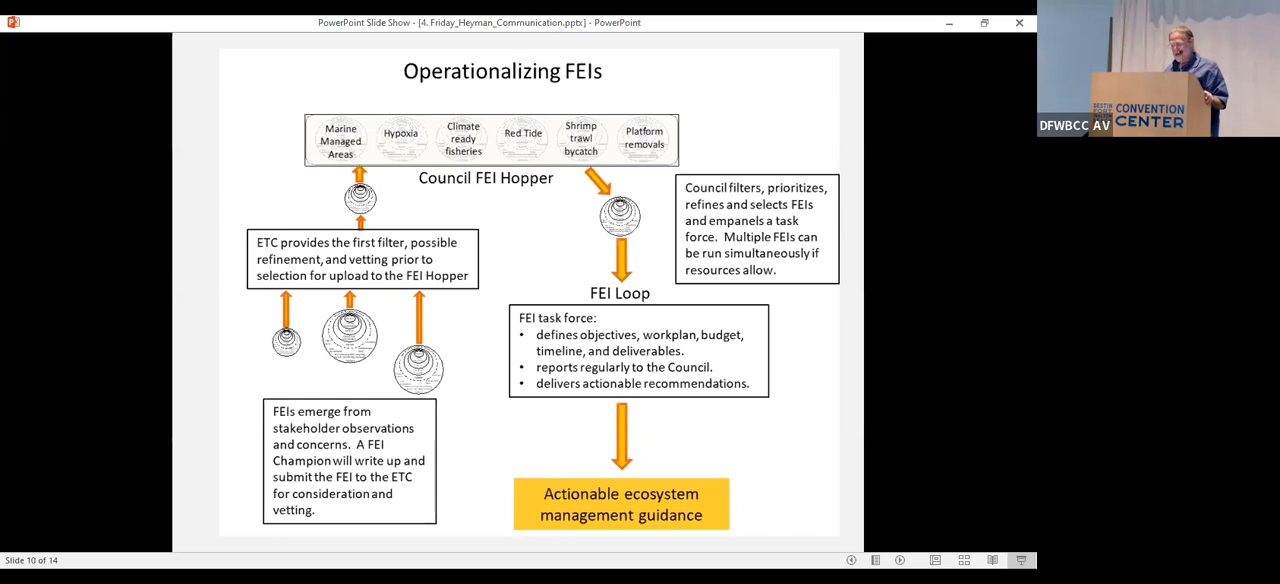 PowerPoint Slide Show - [4. Friday_Heyman_Communication.pptx] - PowerPoint
Operationalizing FEIs
Marine
Managed
Areas
Hypoxia
Climate
ready
fisheries
Red Tide
Shrimp
trawl
bycatch
Platform
removals
Council FEI Hopper
Council filters, prioritizes,
refines and selects FEIs
and empanels a task
force. Multiple FEIs can
be run simultaneously if
resources allow.
ETC provides the first filter, possible
refinement, and vetting prior to
selection for upload to the FEI Hopper
FEI Loop
FEI task force:
• defines objectives, workplan, budget,
timeline, and deliverables.
• reports regularly to the Council.
• delivers actionable recommendations.
FEIs emerge from
stakeholder observations
and concerns. A FEI
Champion will write up and
submit the FEI to the ETC
for consideration and
vetting.
Actionable ecosystem
management guidance
Slide 10 of 14
DESTIN
FORT
CONVENTION
CENTER
DFWBCC AV